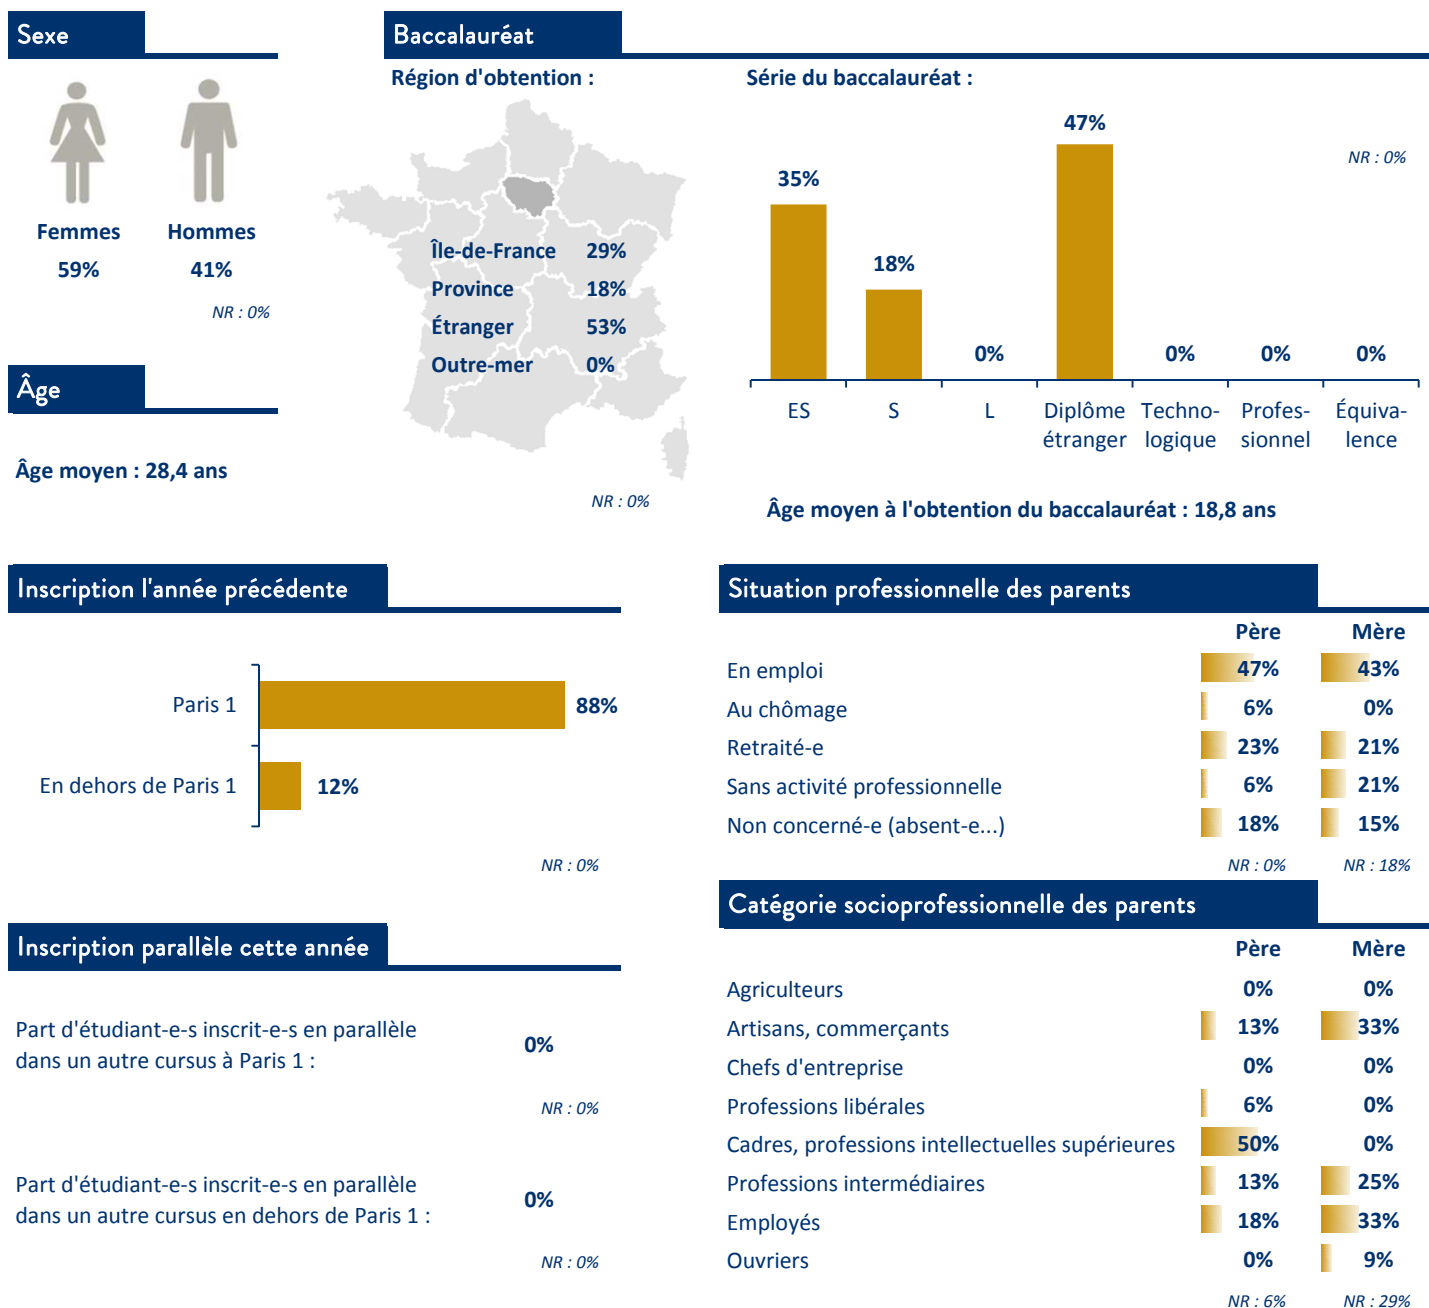 Sexe
Femmes Hommes
59% 41%
NR : 0%
Âge
Âge moyen : 28,4 ans
Baccalauréat
Région d'obtention :
Île-de-France 29%
Province 18%
Étranger 53%
Outre-mer 0%
NR : 0%
Série du baccalauréat :
NR : 0%
35% 18% 0% 47% 0% 0% 0%
ES S L Diplôme Techno- Profes- Équiva-
étranger logique sionnel lence
Âge moyen à l'obtention du baccalauréat : 18,8 ans
Inscription l'année précédente
Paris 1 88%
En dehors de Paris 1 12%
NR : 0%
Inscription parallèle cette année
Part d'étudiant-e-s inscrit-e-s en parallèle
dans un autre cursus à Paris 1 :
0%
NR : 0%
Part d'étudiant-e-s inscrit-e-s en parallèle
dans un autre cursus en dehors de Paris 1 :
0%
NR : 0%
Situation professionnelle des parents
Père Mère
En emploi 47% 43%
Au chômage 6% 0%
Retraité-e 23% 21%
Sans activité professionnelle 6% 21%
Non concerné-e (absent-e...) 18% 15%
NR : 0% NR : 18%
Catégorie socioprofessionnelle des parents
Père Mère
Agriculteurs 0% 0%
Artisans, commerçants 13% 33%
Chefs d'entreprise 0% 0%
Professions libérales 6% 0%
Cadres, professions intellectuelles supérieures 50% 0%
Professions intermédiaires 13% 25%
Employés 18% 33%
Ouvriers 0% 9%
NR : 6% NR : 29%